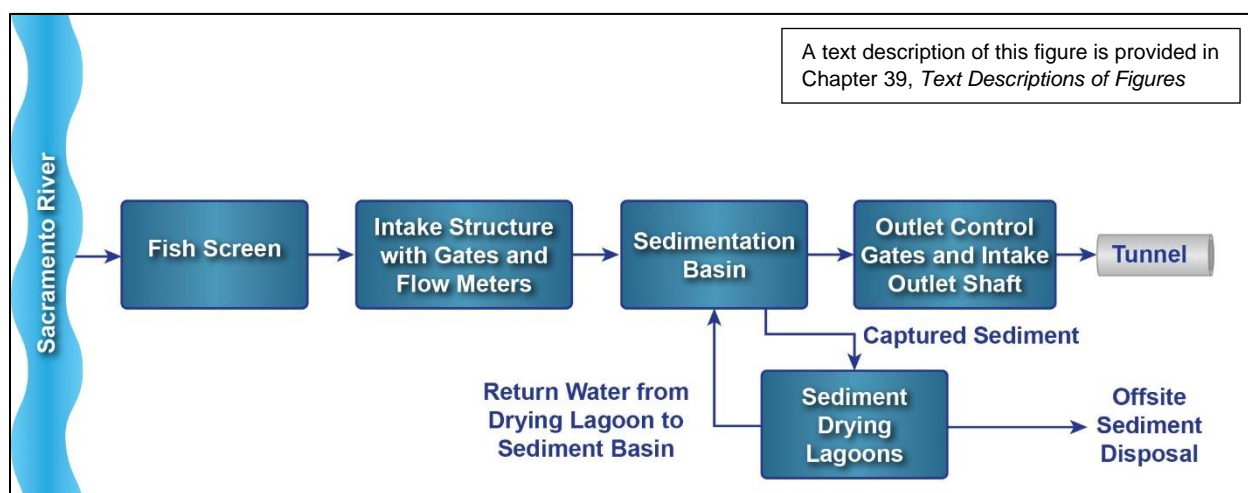 A text description of this figure is provided in
Chapter 39, Text Descriptions of Figures
Sacramento River
Fish Screen
Intake Structure
with Gates and
Flow Meters
Sedimentation
Basin
Outlet Control
Gates and Intake
Outlet Shaft
Tunnel
Captured Sediment
Return Water from
Drying Lagoon to
Sediment Basin
Sediment
Drying
Lagoons
Offsite
Sediment
Disposal